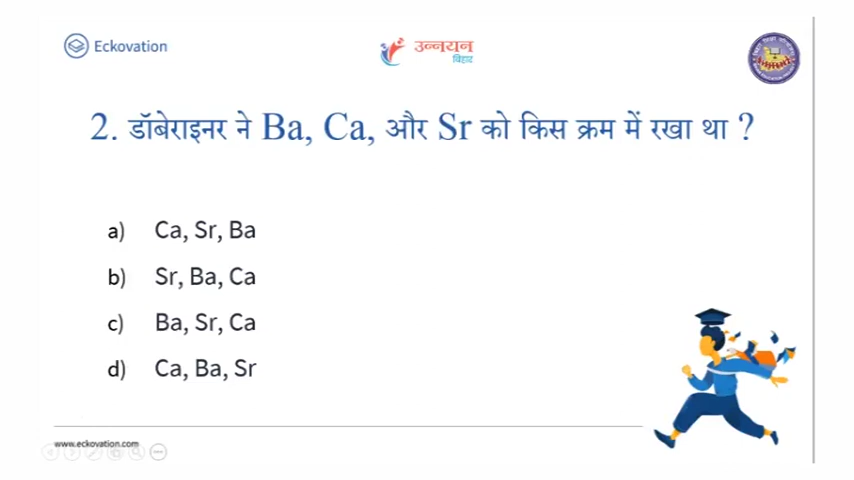 Eckovation
उन्नयन
बिहार
2. डॉबेराइनर ने Ba, Ca, और Sr को किस क्रम में रखा था ?
a) Ca, Sr, Ba
b) Sr, Ba, Ca
c) Ba, Sr, Ca
d) Ca, Ba, Sr
www.eckovation.com